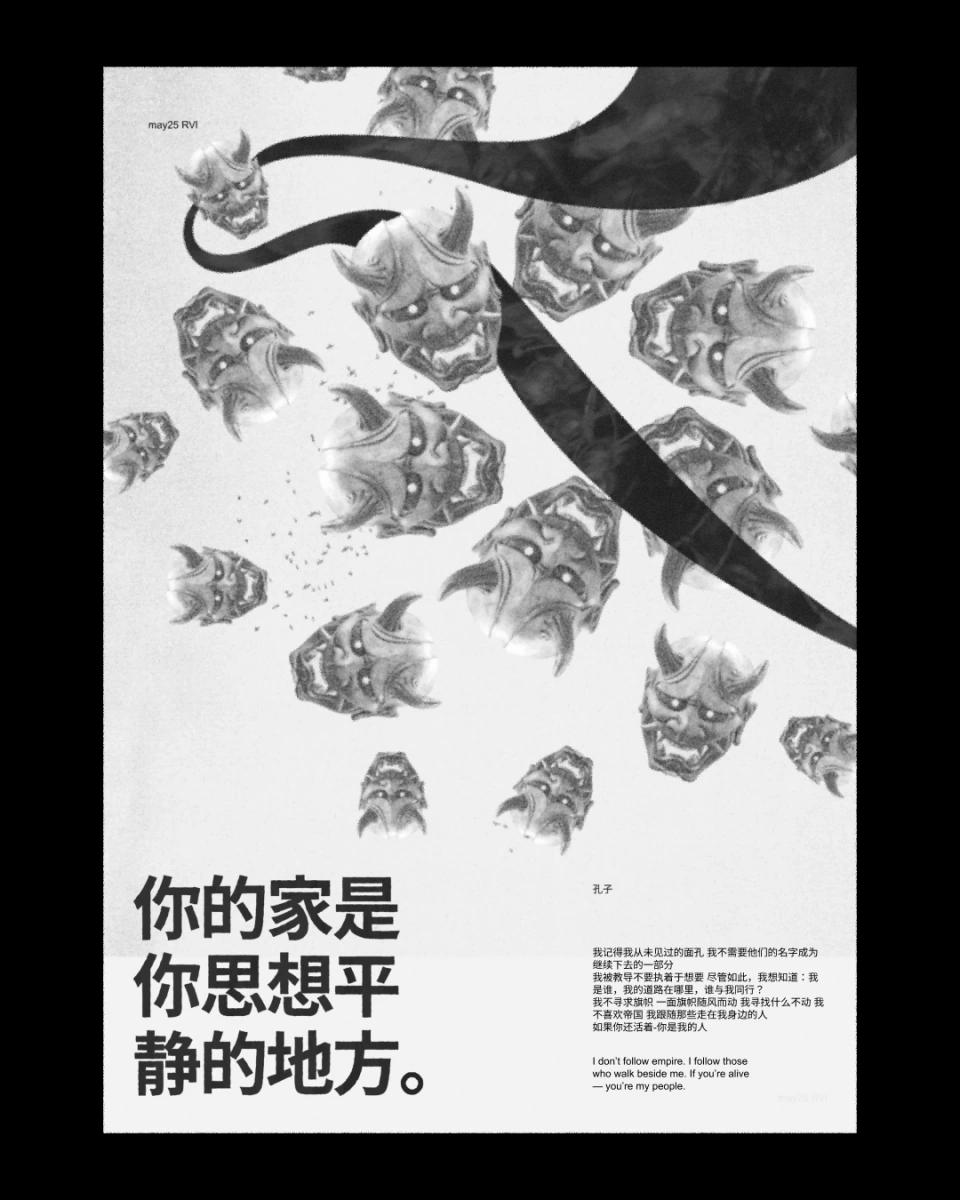 may25 RVI
你的家是
你思想平
静的地方。
孔子
我记得我从未见过的面孔 我不需要他们的名字成为
继续下去的一部分
我被教导不要执着于想要 尽管如此，我想知道：我
是谁，我的道路在哪里，谁与我同行？
我不寻求旗帜 一面旗帜随风而动 我寻找什么不动 我
不喜欢帝国 我跟随那些走在我身边的人
如果你还活着-你是我的人
I don’t follow empire. I follow those
who walk beside me. If you’re alive
— you’re my people.
may25 RVI